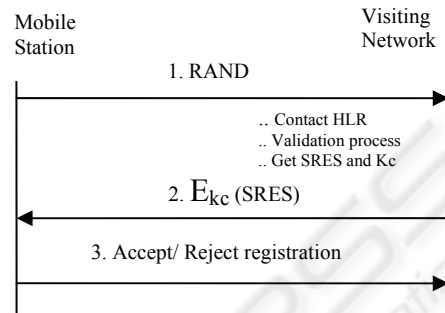 Mobile Station
Visiting Network
1. RAND
.. Contact HLR
.. Validation process
.. Get SRES and Kc
2. Ekc (SRES)
3. Accept/ Reject registration